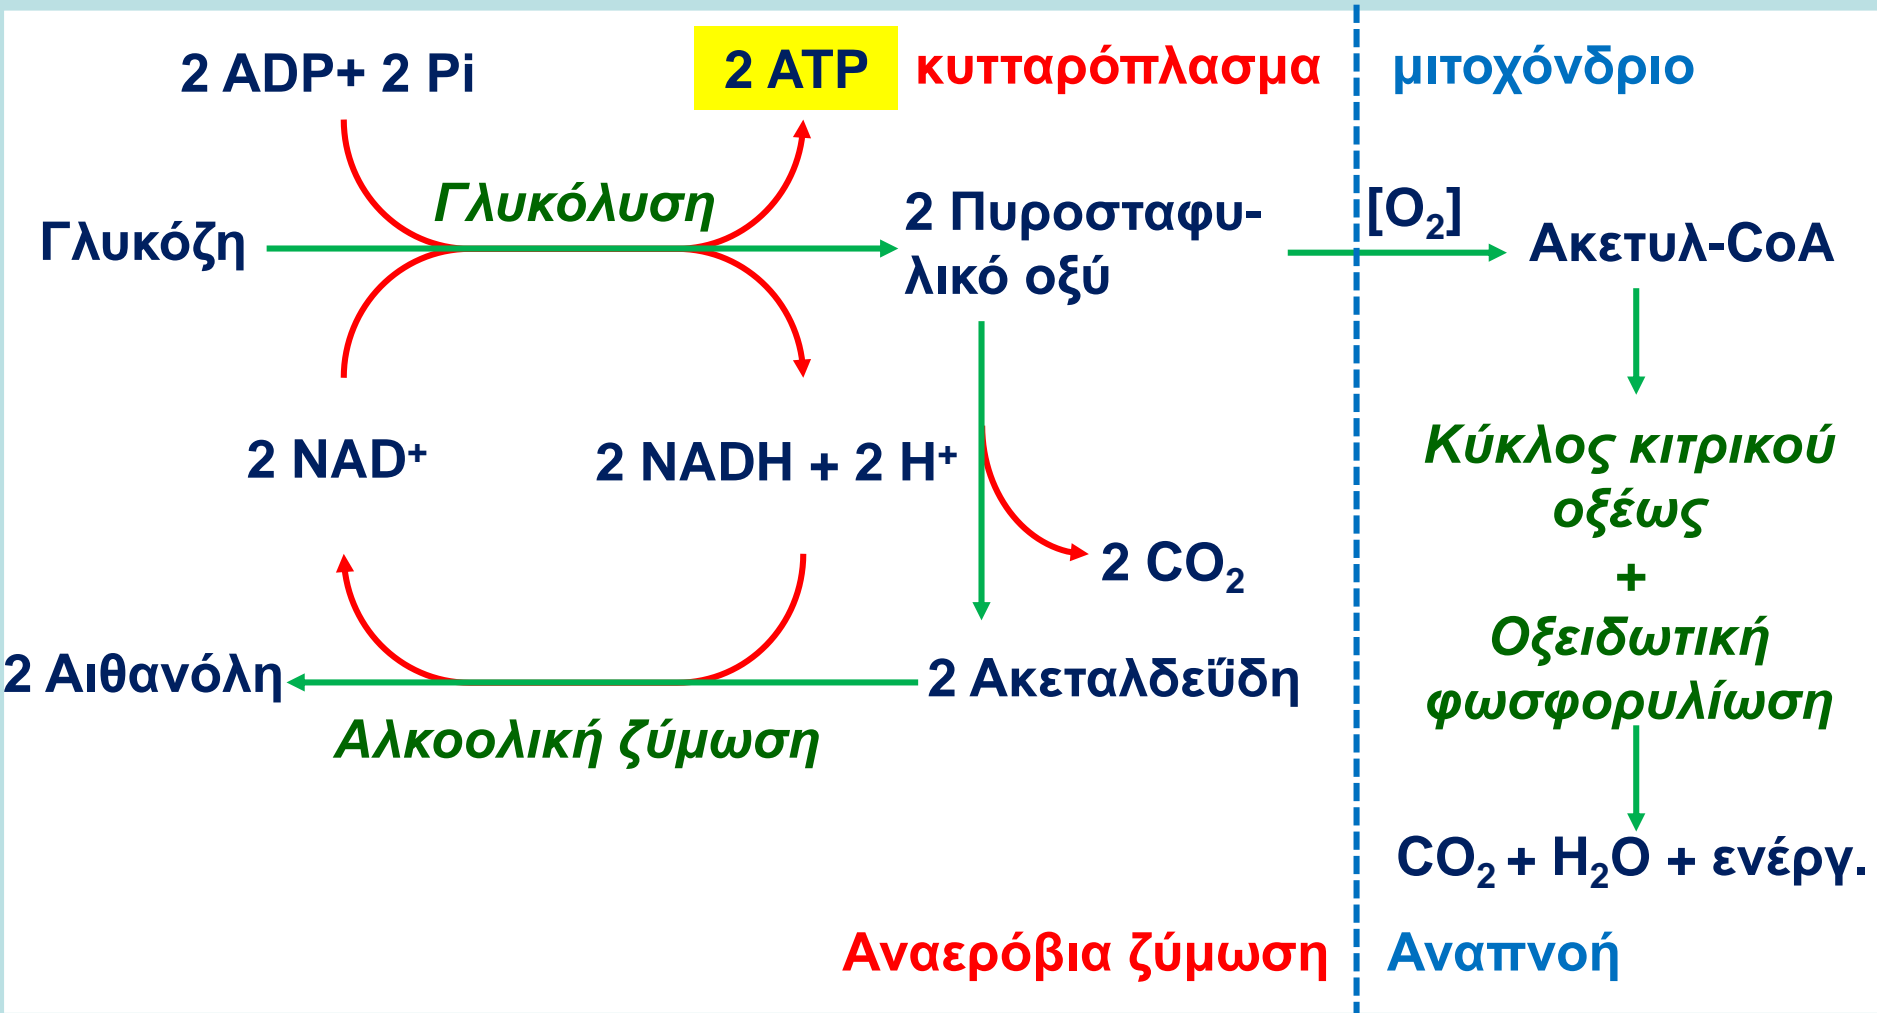 2 ADP+ 2 Pi
2 ATP
κυτταρόπλασμα
μιτοχόνδριο
Γλυκόζη
Γλυκόλυση
2 Πυροσταφυ-
λικό οξύ
[O₂]
Ακετυλ-CoA
2 NAD⁺
2 NADH + 2 H⁺
2 CO₂
Κύκλος κιτρικού
οξέως
+
Οξειδωτική
φωσφορυλίωση
2 Αιθανόλη
Αλκοολική ζύμωση
2 Ακεταλδεΰδη
CO₂ + H₂O + ενέργ.
Αναερόβια ζύμωση
Αναπνοή